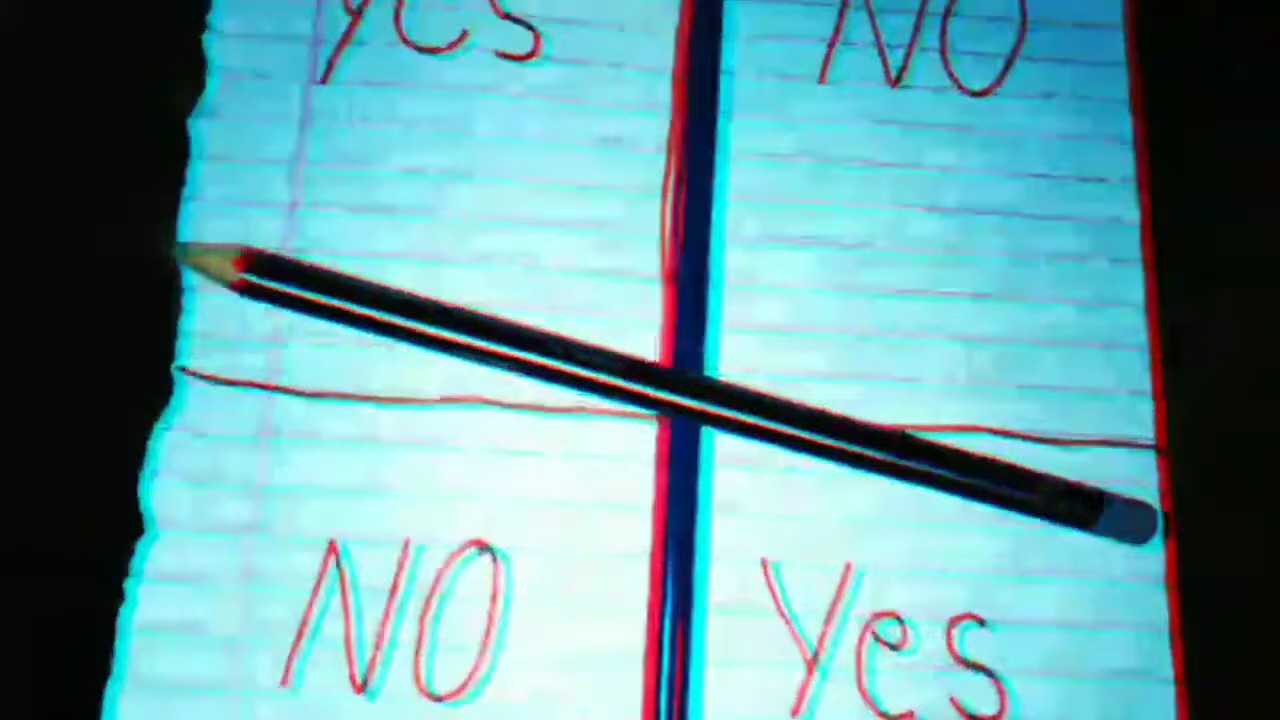 Yes NO
NO Yes